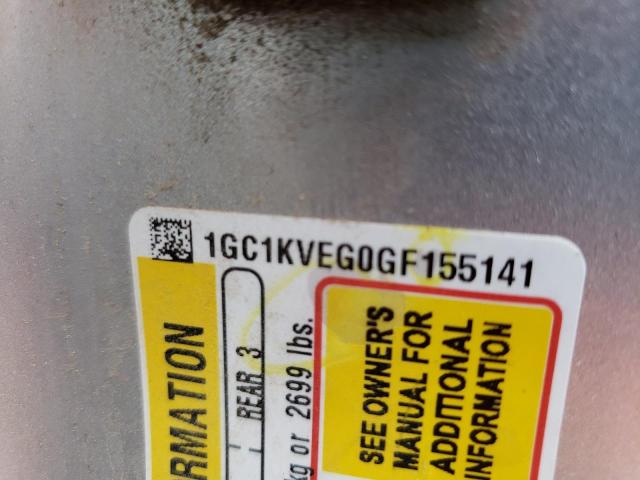 1GC1KVEG0GF155141
RMATION
REAR 3
kg or 2699 lbs.
SEE OWNER'S
MANUAL FOR
ADDITIONAL
INFORMATION